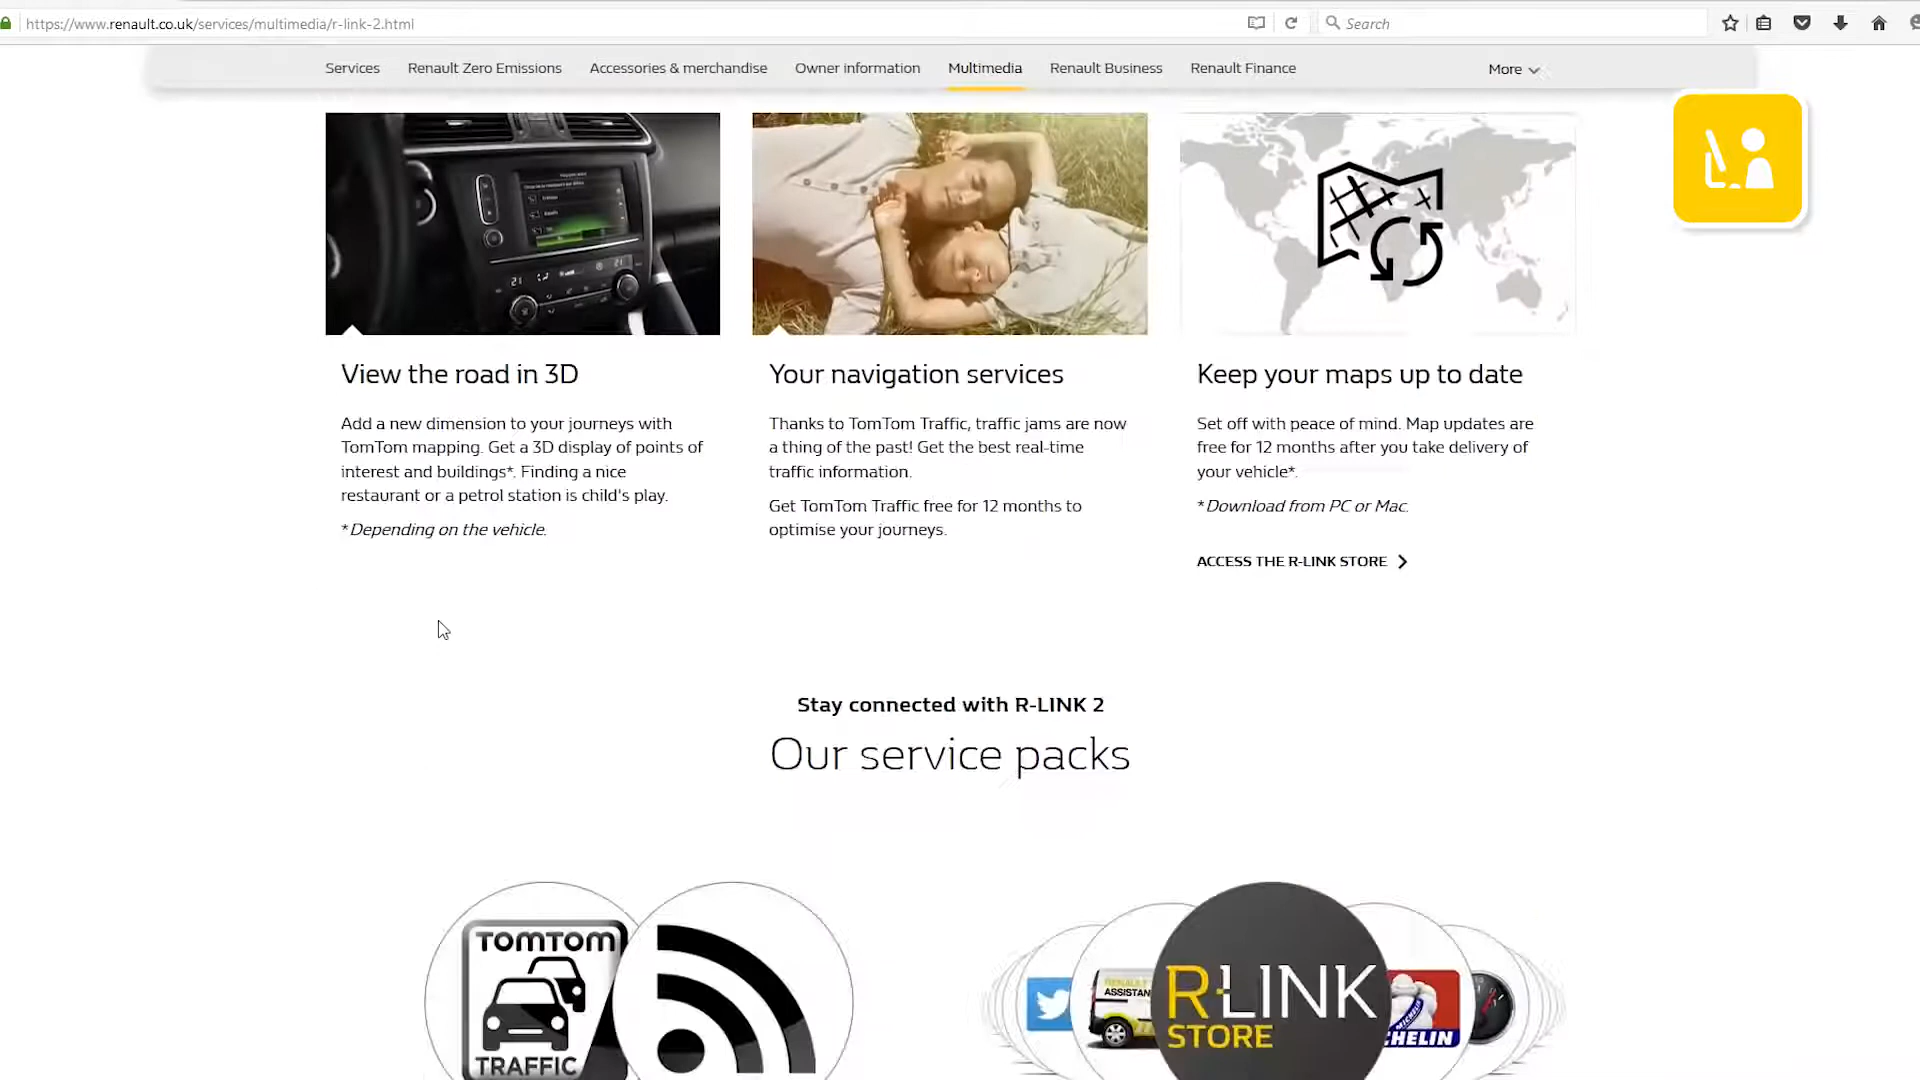 https://www.renault.co.uk/services/multimedia/r-link-2.html
Search
Services Renault Zero Emissions Accessories & merchandise Owner information Multimedia Renault Business Renault Finance More
View the road in 3D
Add a new dimension to your journeys with
TomTom mapping. Get a 3D display of points of
interest and buildings*. Finding a nice
restaurant or a petrol station is child's play.
*Depending on the vehicle.
Your navigation services
Thanks to TomTom Traffic, traffic jams are now
a thing of the past! Get the best real-time
traffic information.
Get TomTom Traffic free for 12 months to
optimise your journeys.
Keep your maps up to date
Set off with peace of mind. Map updates are
free for 12 months after you take delivery of
your vehicle*.
*Download from PC or Mac.
ACCESS THE R-LINK STORE
Stay connected with R-LINK 2
Our service packs
TOMTOM
TRAFFIC
ASSISTAN
R-LINK
STORE
MICHELIN
CHELIN